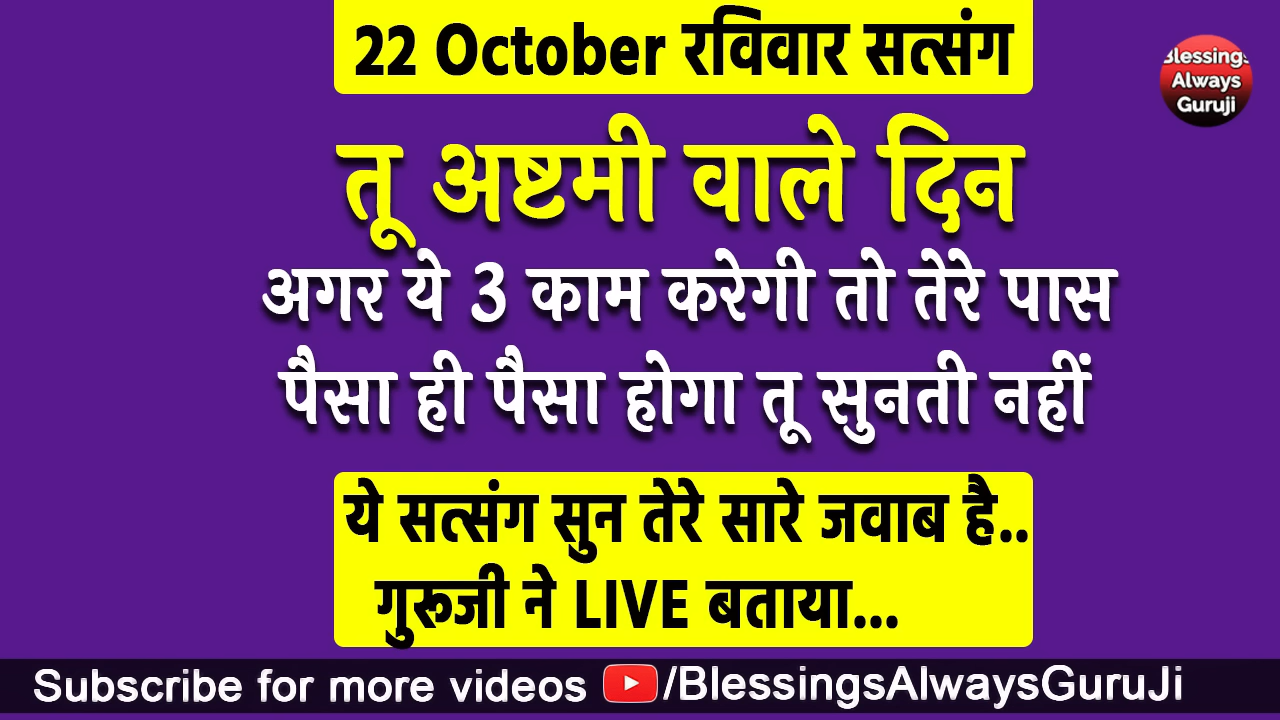 22 October रविवार सत्संग
Blessings
Always
Guruji
तू अष्टमी वाले दिन
अगर ये 3 काम करेगी तो तेरे पास
पैसा ही पैसा होगा तू सुनती नहीं
ये सत्संग सुन तेरे सारे जवाब है..
गुरूजी ने LIVE बताया...
Subscribe for more videos /BlessingsAlwaysGuruJi